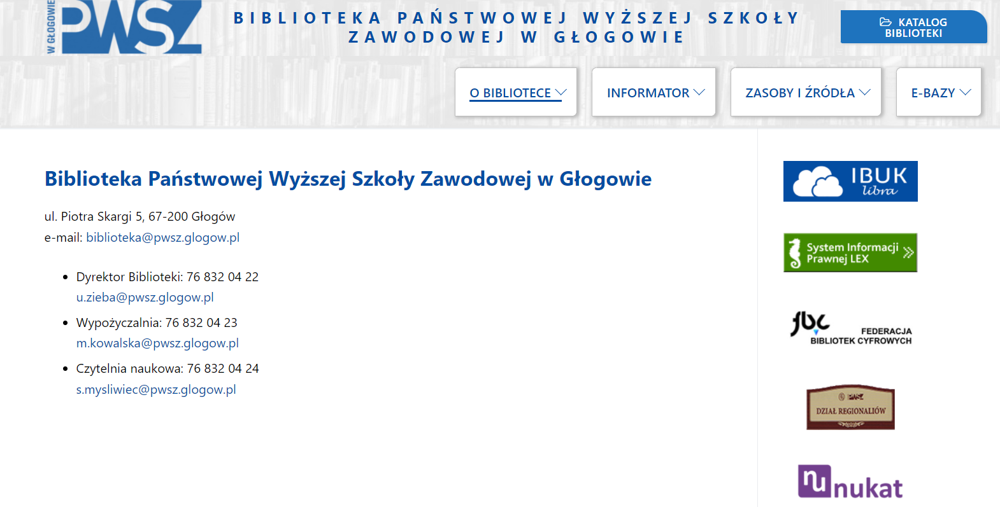 W GŁOGOWIE
PWSZ
BIBLIOTEKA PAŃSTWOWEJ WYŻSZEJ SZKOŁY
ZAWODOWEJ W GŁOGOWIE
KATALOG
BIBLIOTEKI
O BIBLIOTECE
INFORMATOR
ZASOBY I ŹRÓDŁA
E-BAZY
Biblioteka Państwowej Wyższej Szkoły Zawodowej w Głogowie
ul. Piotra Skargi 5, 67-200 Głogów
e-mail: biblioteka@pwsz.glogow.pl
Dyrektor Biblioteki: 76 832 04 22
u.zieba@pwsz.glogow.pl
Wypożyczalnia: 76 832 04 23
m.kowalska@pwsz.glogow.pl
Czytelnia naukowa: 76 832 04 24
s.mysliwiec@pwsz.glogow.pl
IBUK
libra
System Informacji
Prawnej LEX
fbc
FEDERACJA
BIBLIOTEK CYFROWYCH
PWSZ
DZIAŁ REGIONALIÓW
nu
nukat